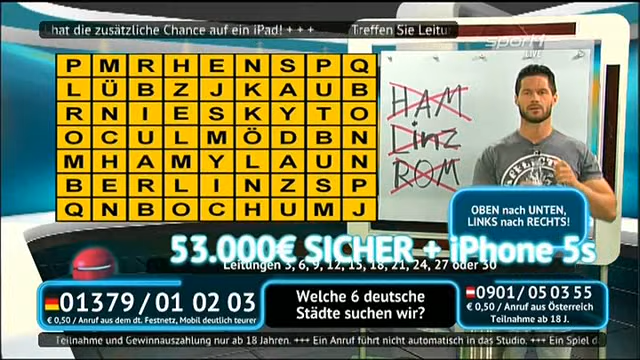 hat die zusätzliche Chance auf ein iPad! +++
Treffen Sie Leitu
sport1
LIVE
P M R H E N S P Q
L Ü B Z J K A U B
R N I E S K Y T O
O C U L M Ö D B N
M H A M Y L A U N
B E R L I N Z S P
Q N B O C H U M J
HAM
Linz
ROM
OBEN nach UNTEN,
LINKS nach RECHTS!
53.000€ SICHER + iPhone 5s
Leitungen 3, 6, 9, 12, 15, 18, 21, 24, 27 oder 30
01379/01 02 03
€ 0,50 / Anruf aus dem dt. Festnetz, Mobil deutlich teurer
Welche 6 deutsche
Städte suchen wir?
0901/05 03 55
€ 0,50 / Anruf aus Österreich
Teilnahme ab 18 J.
Teilnahme und Gewinnauszahlung nur ab 18. +++ Ein Anruf führt nicht automatisch in das Studio. +++ Ein Spiel d